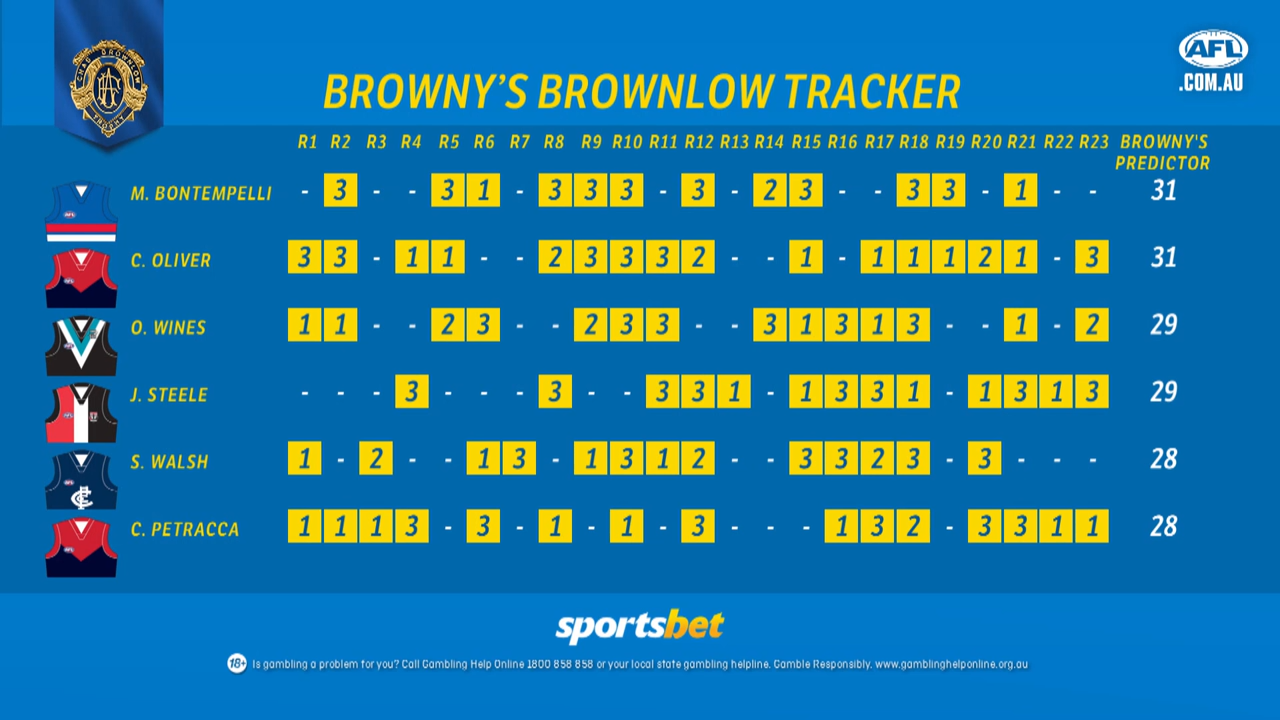 CHAS BROWNLOW
TROPHY
AFL
.COM.AU
BROWNY'S BROWNLOW TRACKER
R1 R2 R3 R4 R5 R6 R7 R8 R9 R10 R11 R12 R13 R14 R15 R16 R17 R18 R19 R20 R21 R22 R23 BROWNY'S
PREDICTOR
M. BONTEMPELLI - 3 - - 3 1 - 3 3 3 - 3 - 2 3 - - 3 3 - 1 - - 31
C. OLIVER 3 3 - 1 1 - - 2 3 3 3 2 - - 1 - 1 1 1 2 1 - 3 31
O. WINES 1 1 - - 2 3 - - 2 3 3 - - 3 1 3 1 3 - - 1 - 2 29
J. STEELE - - - 3 - - - 3 - - 3 3 1 - 1 3 3 1 - 1 3 1 3 29
S. WALSH 1 - 2 - - 1 3 - 1 3 1 2 - - 3 3 2 3 - 3 - - - 28
C. PETRACCA 1 1 1 3 - 3 - 1 - 1 - 3 - - - 1 3 2 - 3 3 1 1 28
sportsbet
18+ Is gambling a problem for you? Call Gambling Help Online 1800 858 858 or your local state gambling helpline. Gamble Responsibly. www.gamblinghelponline.org.au